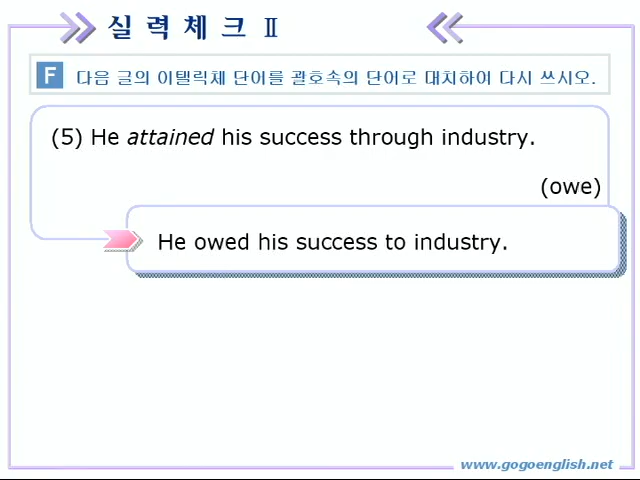 실 력 체 크 Ⅱ
F 다음 글의 이텔릭체 단어를 괄호속의 단어로 대치하여 다시 쓰시오.
(5) He attained his success through industry.
(owe)
He owed his success to industry.
www.gogoenglish.net